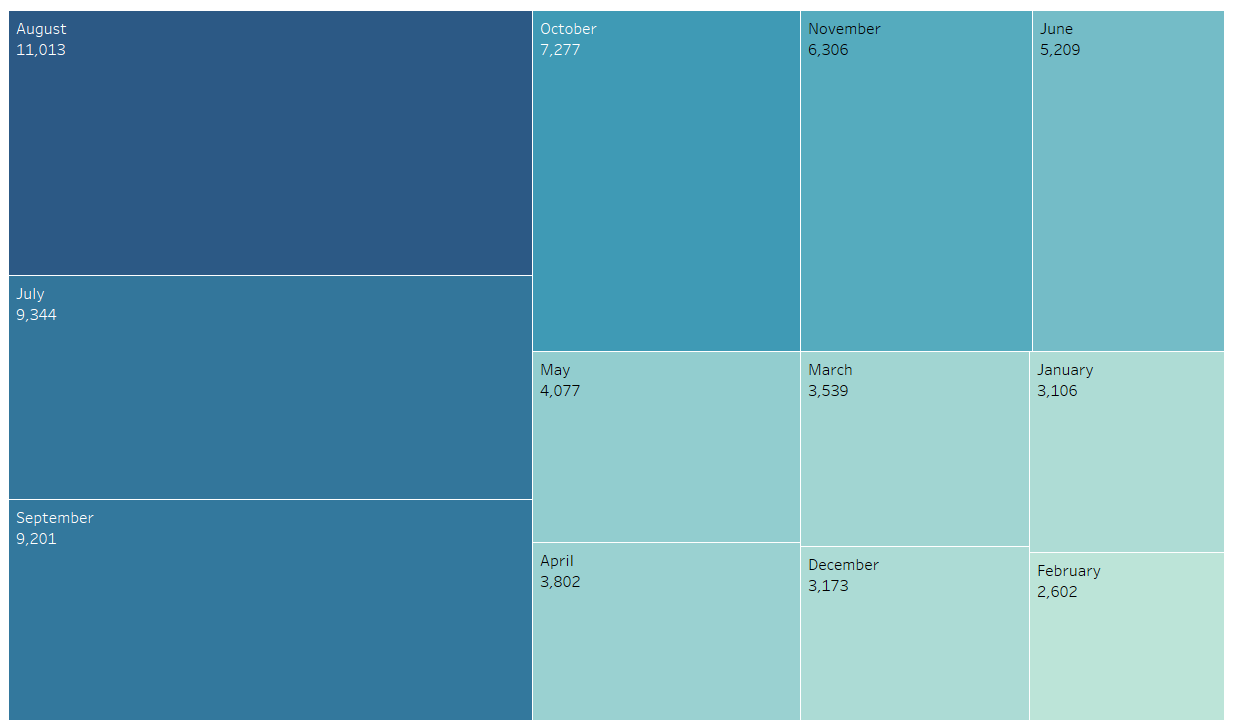 August
11,013
July
9,344
September
9,201
October
7,277
November
6,306
June
5,209
May
4,077
April
3,802
March
3,539
December
3,173
January
3,106
February
2,602